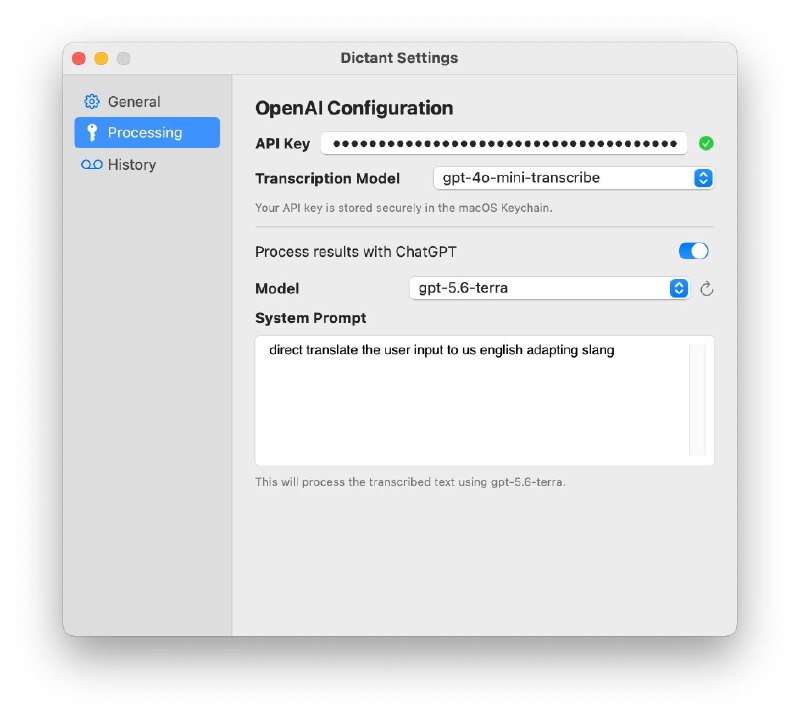 Dictant Settings
General
Processing
History
OpenAI Configuration
API Key ••••••••••••••••••••••••••••••••••••••
Transcription Model gpt-4o-mini-transcribe
Your API key is stored securely in the macOS Keychain.
Process results with ChatGPT
Model gpt-5.6-terra
System Prompt
direct translate the user input to us english adapting slang
This will process the transcribed text using gpt-5.6-terra.